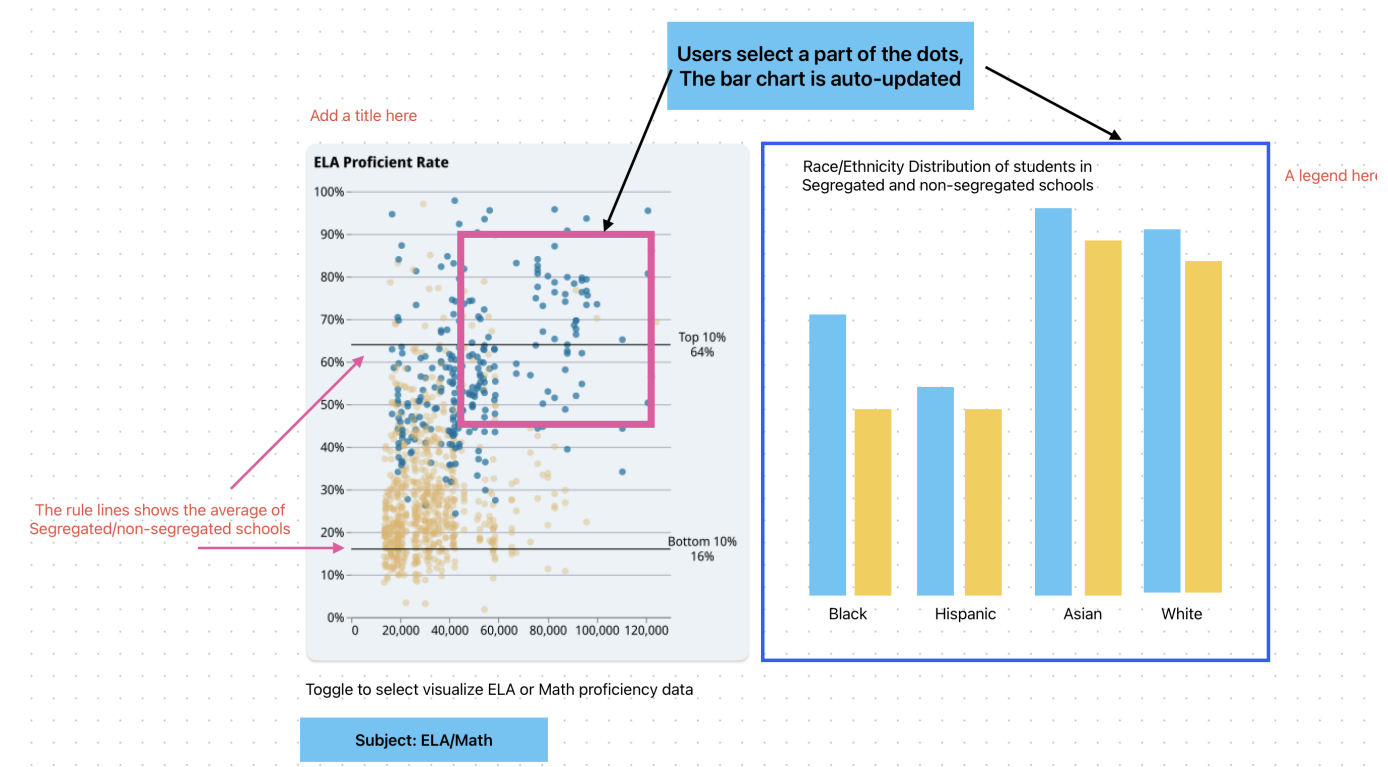 Users select a part of the dots,
The bar chart is auto-updated
Add a title here
ELA Proficient Rate
100%
90%
80%
70%
60%
50%
40%
30%
20%
10%
0%
0 20,000 40,000 60,000 80,000 100,000 120,000
Top 10%
64%
Bottom 10%
16%
The rule lines shows the average of
Segregated/non-segregated schools
Race/Ethnicity Distribution of students in
Segregated and non-segregated schools
Black Hispanic Asian White
A legend here
Toggle to select visualize ELA or Math proficiency data
Subject: ELA/Math